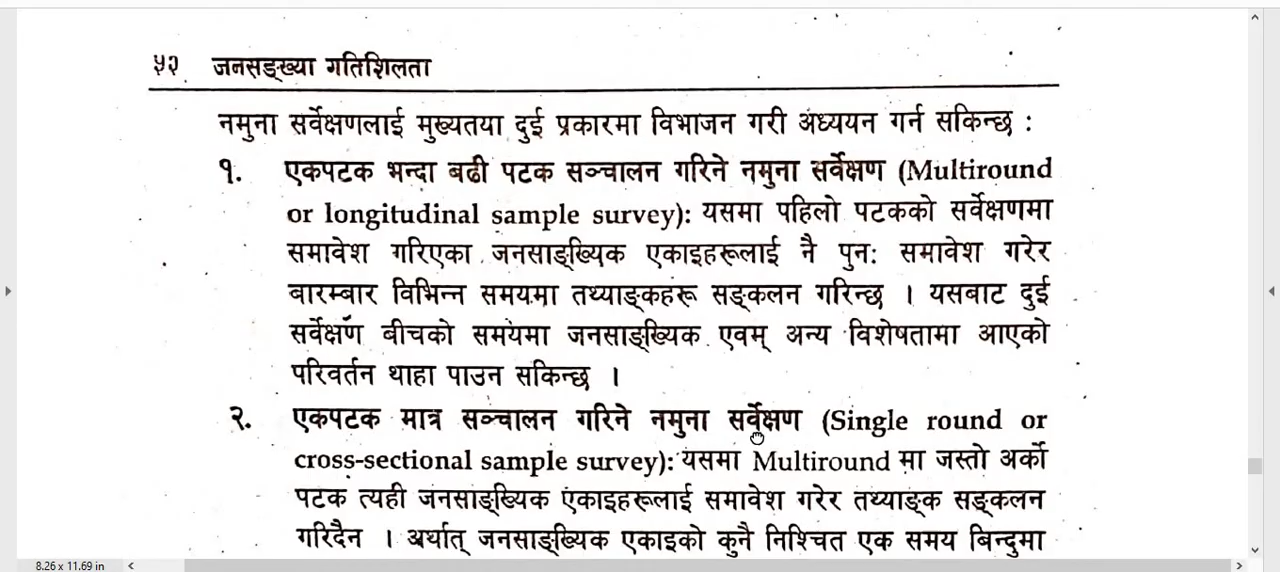 ५२ जनसङ्ख्या गतिशिलता
नमुना सर्वेक्षणलाई मुख्यतया दुई प्रकारमा विभाजन गरी अध्ययन गर्न सकिन्छ :
१. एकपटक भन्दा बढी पटक सञ्चालन गरिने नमुना सर्वेक्षण (Multiround
or longitudinal sample survey): यसमा पहिलो पटकको सर्वेक्षणमा
समावेश गरिएका जनसाङ्ख्यिक एकाइहरूलाई नै पुनः समावेश गरेर
बारम्बार विभिन्न समयमा तथ्याङ्कहरू सङ्कलन गरिन्छ । यसबाट दुई
सर्वेक्षण बीचको समयमा जनसाङ्ख्यिक एवम् अन्य विशेषतामा आएको
परिवर्तन थाहा पाउन सकिन्छ ।
२. एकपटक मात्र सञ्चालन गरिने नमुना सर्वेक्षण (Single round or
cross-sectional sample survey): यसमा Multiround मा जस्तो अर्को
पटक त्यही जनसाङ्ख्यिक एकाइहरूलाई समावेश गरेर तथ्याङ्क सङ्कलन
गरिदैन । अर्थात् जनसाङ्ख्यिक एकाइको कुनै निश्चित एक समय बिन्दुमा
8.26 x 11.69 in